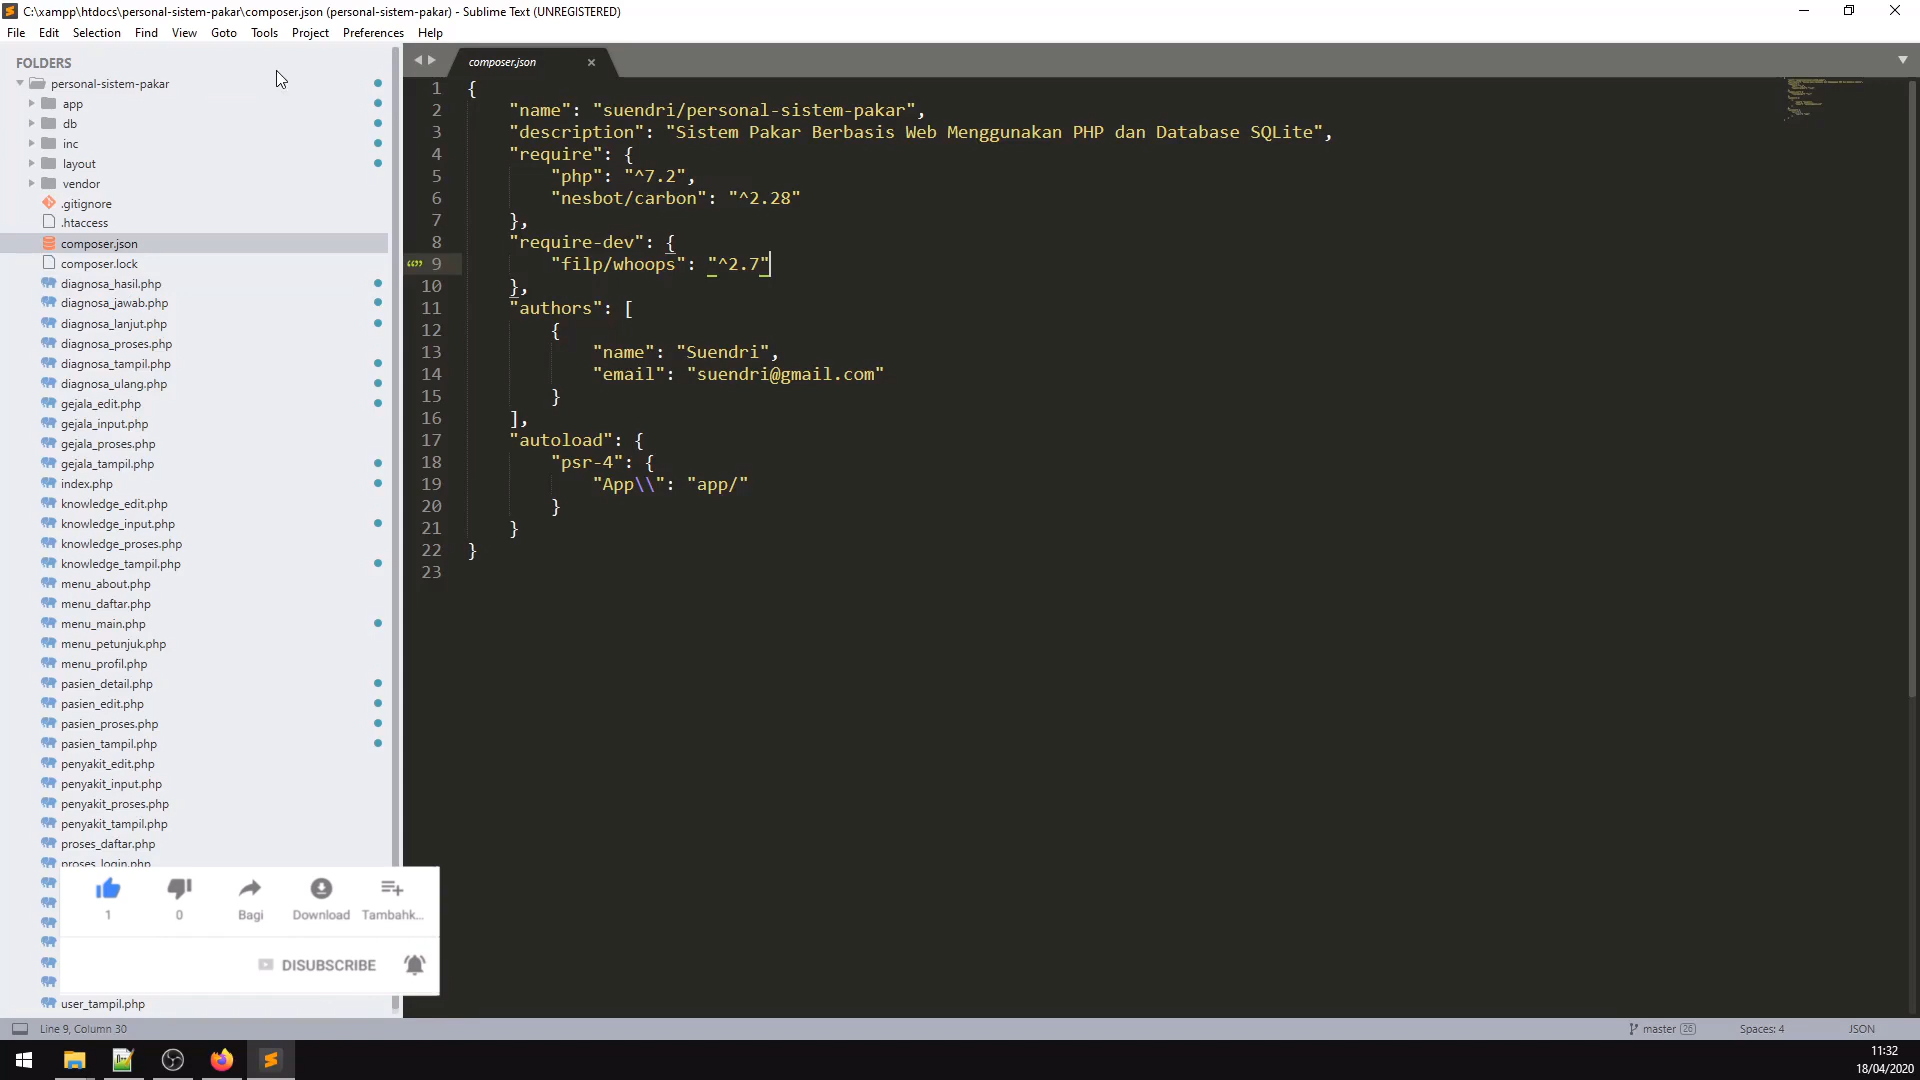 C:\xampp\htdocs\personal-sistem-pakar\composer.json (personal-sistem-pakar) - Sublime Text (UNREGISTERED)
File Edit Selection Find View Goto Tools Project Preferences Help
FOLDERS
personal-sistem-pakar
app
db
inc
layout
vendor
.gitignore
.htaccess
composer.json
composer.lock
diagnosa_hasil.php
diagnosa_jawab.php
diagnosa_lanjut.php
diagnosa_proses.php
diagnosa_tampil.php
diagnosa_ulang.php
gejala_edit.php
gejala_input.php
gejala_proses.php
gejala_tampil.php
index.php
knowledge_edit.php
knowledge_input.php
knowledge_proses.php
knowledge_tampil.php
menu_about.php
menu_daftar.php
menu_main.php
menu_petunjuk.php
menu_profil.php
pasien_detail.php
pasien_edit.php
pasien_proses.php
pasien_tampil.php
penyakit_edit.php
penyakit_input.php
penyakit_proses.php
penyakit_tampil.php
proses_daftar.php
proses_login.php
user_tampil.php
1 0 Bagi Download Tambahk...
DISUBSCRIBE
composer.json
1 {
2 "name": "suendri/personal-sistem-pakar",
3 "description": "Sistem Pakar Berbasis Web Menggunakan PHP dan Database SQLite",
4 "require": {
5 "php": "^7.2",
6 "nesbot/carbon": "^2.28"
7 },
8 "require-dev": {
9 "filp/whoops": "^2.7"
10 },
11 "authors": [
12 {
13 "name": "Suendri",
14 "email": "suendri@gmail.com"
15 }
16 ],
17 "autoload": {
18 "psr-4": {
19 "App\\": "app/"
20 }
21 }
22 }
23
Line 9, Column 30
master 26
Spaces: 4
JSON
11:32
18/04/2020